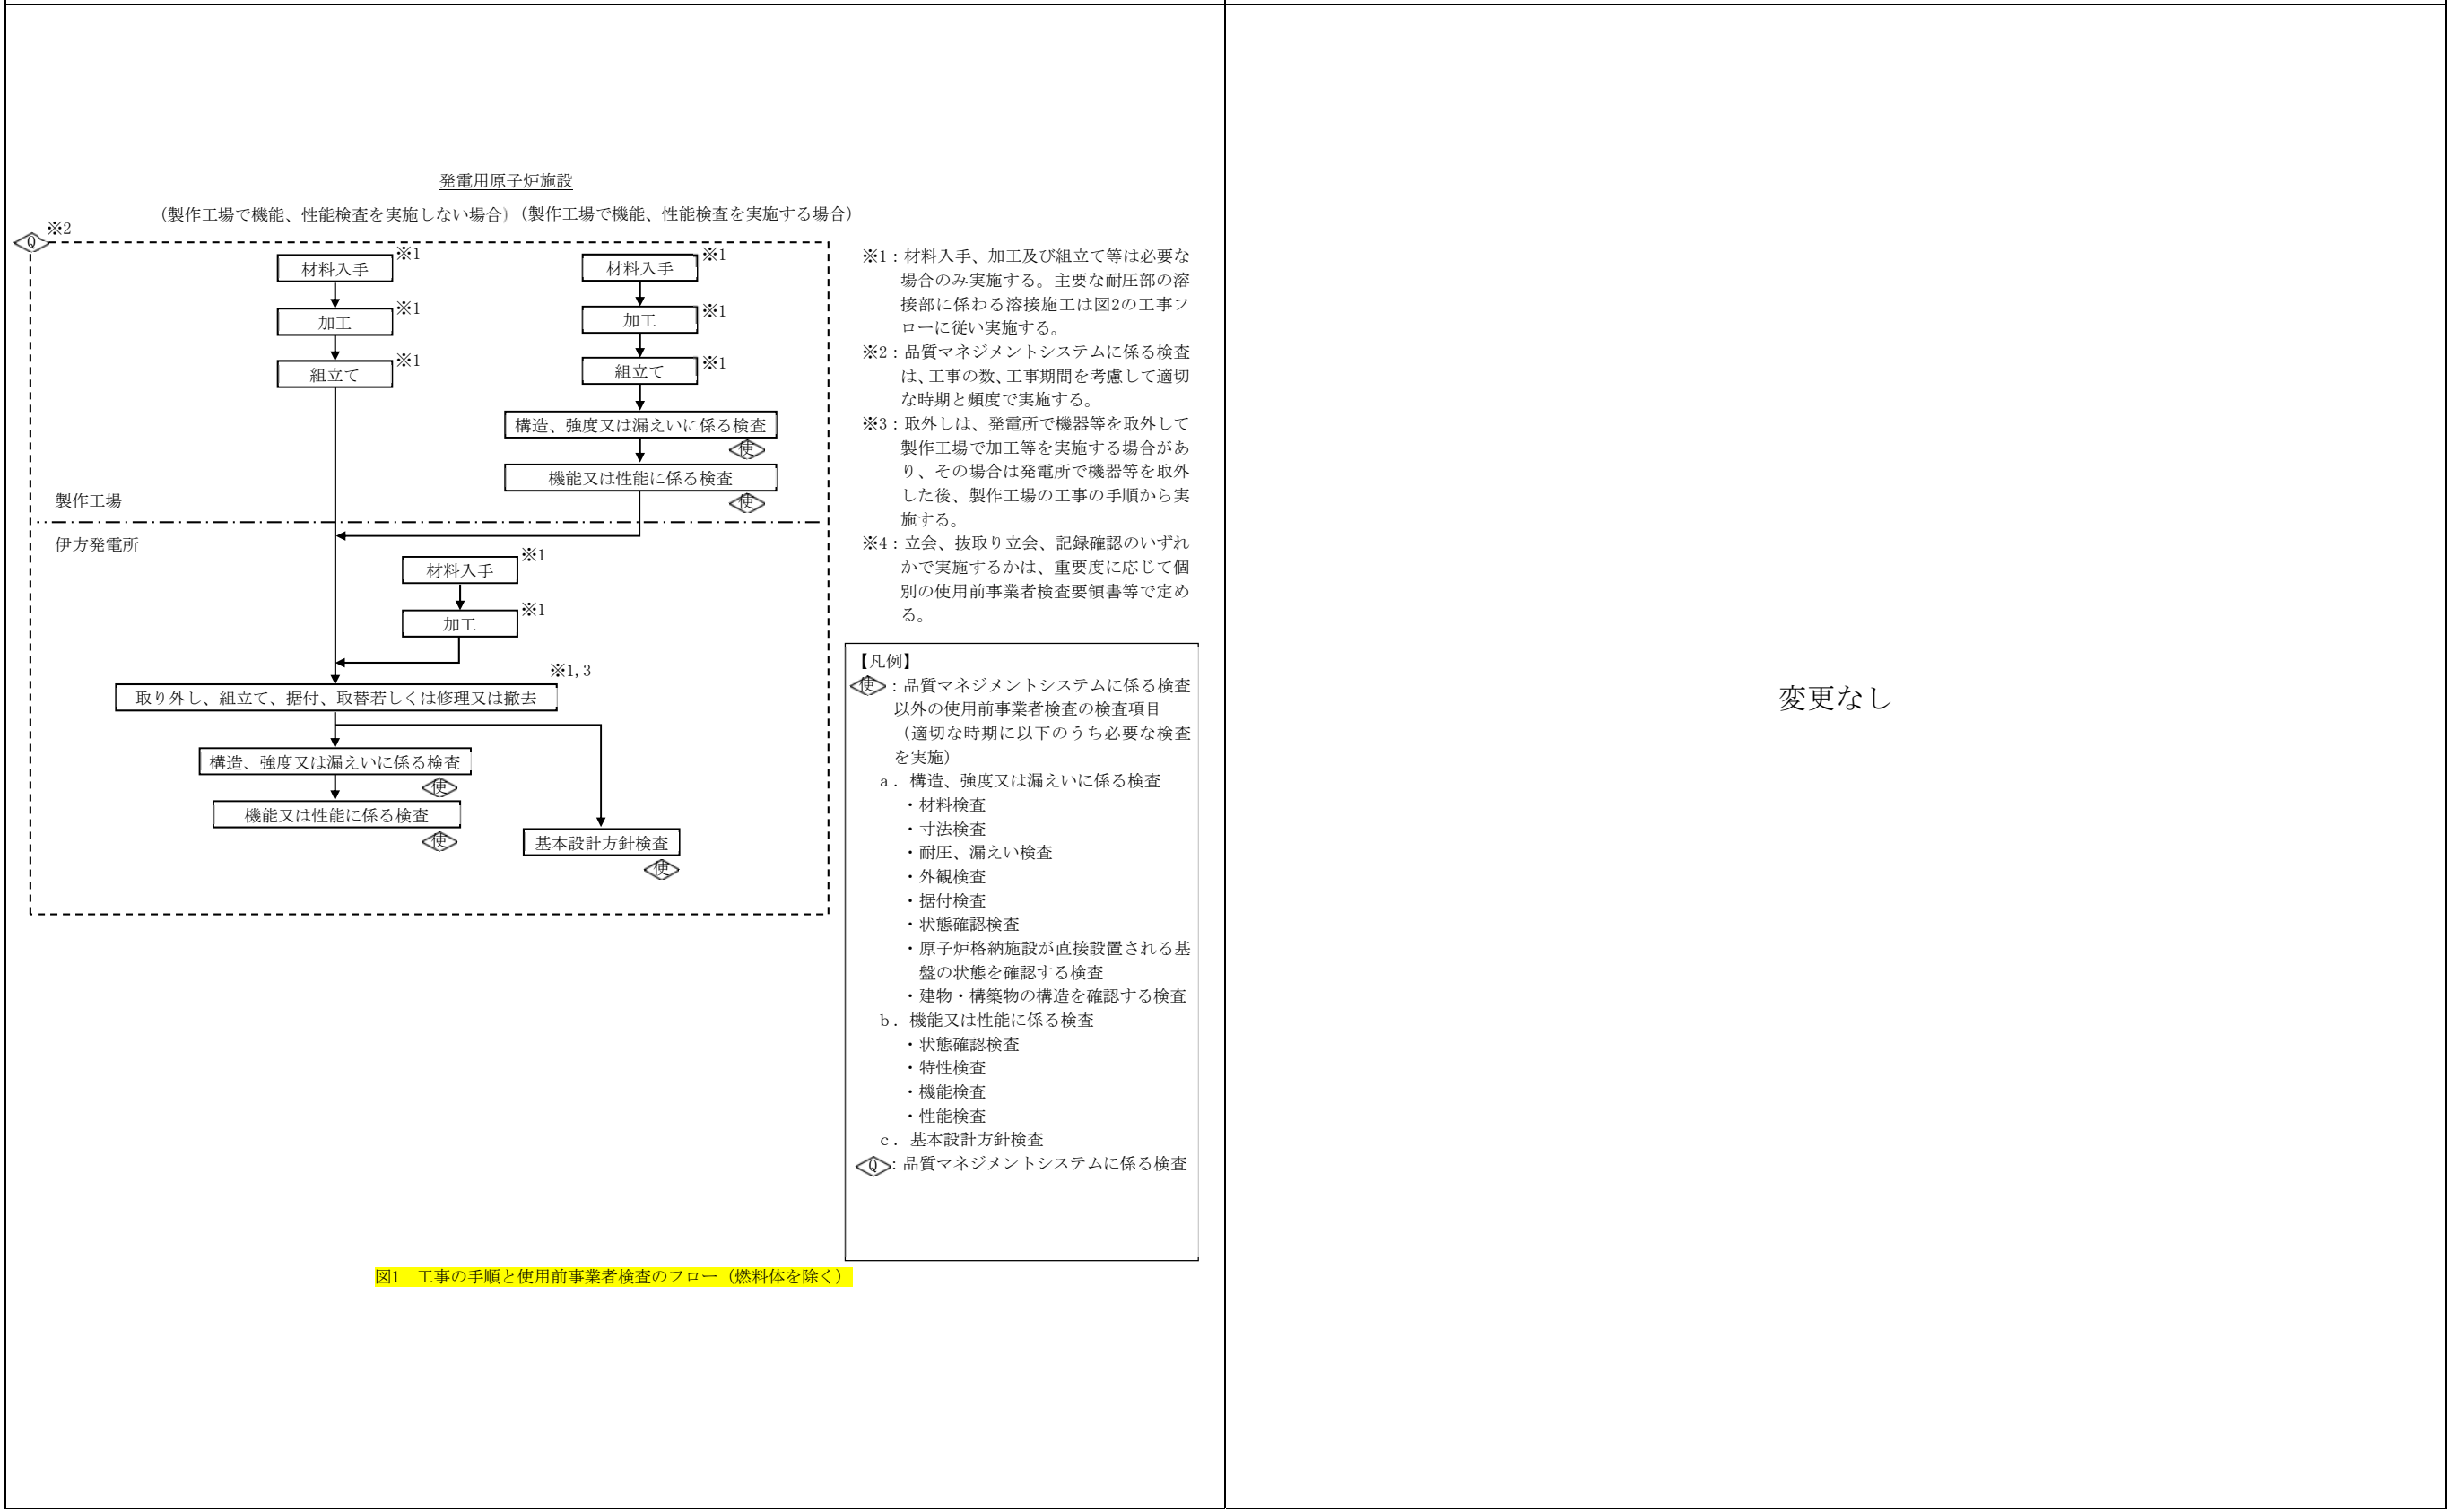 発電用原子炉施設
（製作工場で機能、性能検査を実施しない場合）（製作工場で機能、性能検査を実施する場合）
Q ※2
材料入手 ※1
加工 ※1
組立て ※1
材料入手 ※1
加工 ※1
組立て ※1
構造、強度又は漏えいに係る検査
使
機能又は性能に係る検査
使
製作工場
伊方発電所
材料入手 ※1
加工 ※1
※1,3
取り外し、組立て、据付、取替若しくは修理又は撤去
構造、強度又は漏えいに係る検査
使
機能又は性能に係る検査
使
基本設計方針検査
使
※1：材料入手、加工及び組立て等は必要な
場合のみ実施する。主要な耐圧部の溶
接部に係わる溶接施工は図2の工事フ
ローに従い実施する。
※2：品質マネジメントシステムに係る検査
は、工事の数、工事期間を考慮して適切
な時期と頻度で実施する。
※3：取外しは、発電所で機器等を取外して
製作工場で加工等を実施する場合があ
り、その場合は発電所で機器等を取外
した後、製作工場の工事の手順から実
施する。
※4：立会、抜取り立会、記録確認のいずれ
かで実施するかは、重要度に応じて個
別の使用前事業者検査要領書等で定め
る。
【凡例】
使：品質マネジメントシステムに係る検査
以外の使用前事業者検査の検査項目
（適切な時期に以下のうち必要な検査
を実施）
a．構造、強度又は漏えいに係る検査
・材料検査
・寸法検査
・耐圧、漏えい検査
・外観検査
・据付検査
・状態確認検査
・原子炉格納施設が直接設置される基
盤の状態を確認する検査
・建物・構築物の構造を確認する検査
b．機能又は性能に係る検査
・状態確認検査
・特性検査
・機能検査
・性能検査
c．基本設計方針検査
Q：品質マネジメントシステムに係る検査
図1　工事の手順と使用前事業者検査のフロー（燃料体を除く）
変更なし